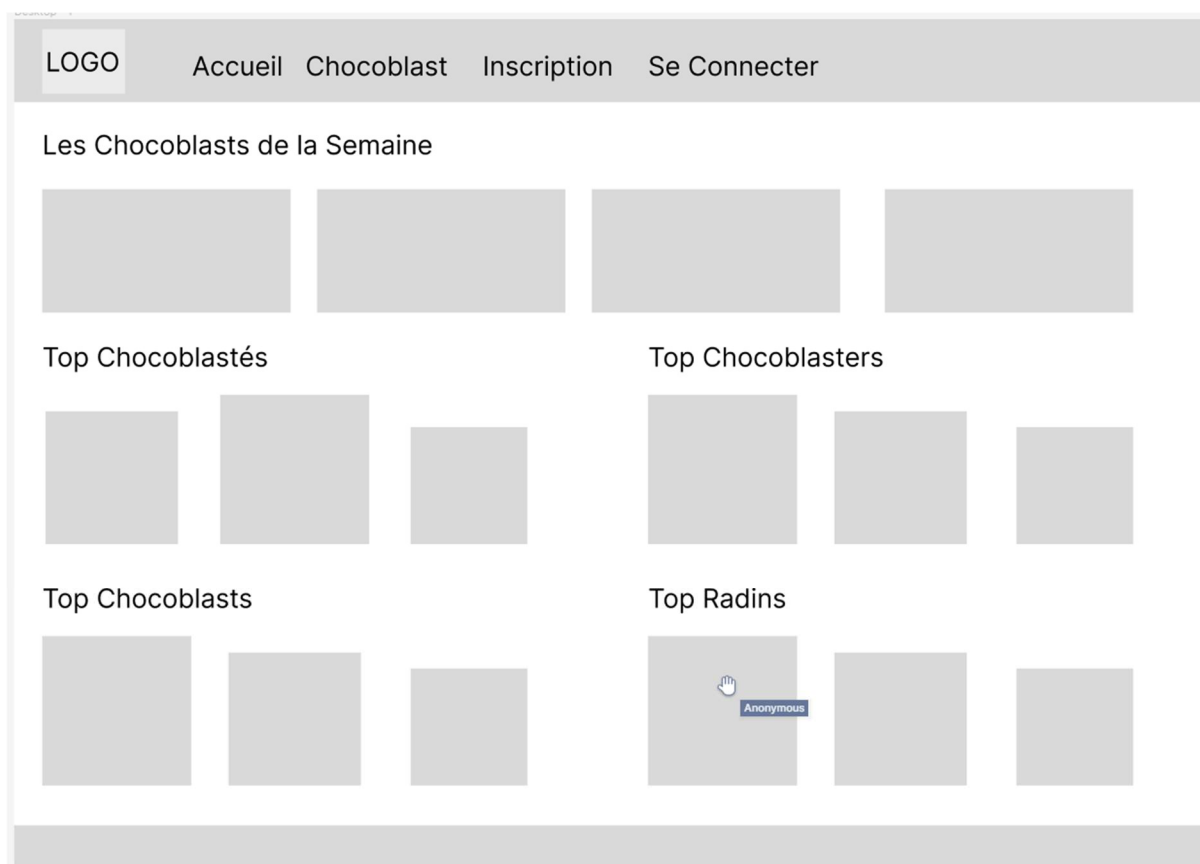 LOGO
Accueil Chocoblast Inscription Se Connecter
Les Chocoblasts de la Semaine
Top Chocoblastés Top Chocoblasters
Top Chocoblasts Top Radins
Anonymous